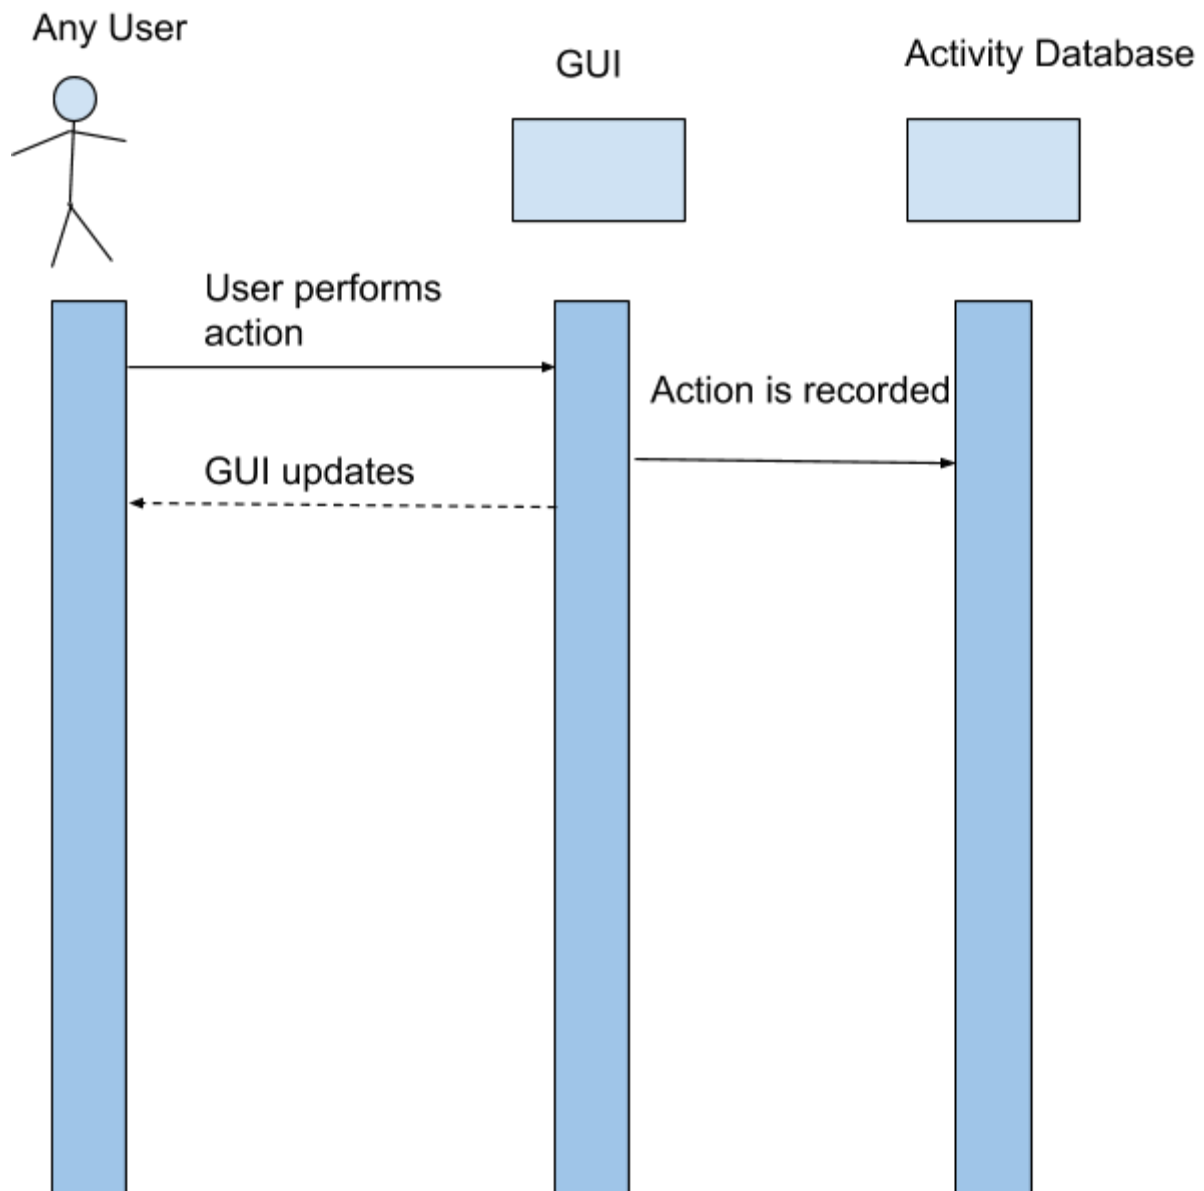 Any User
GUI
Activity Database
User performs
action
Action is recorded
GUI updates